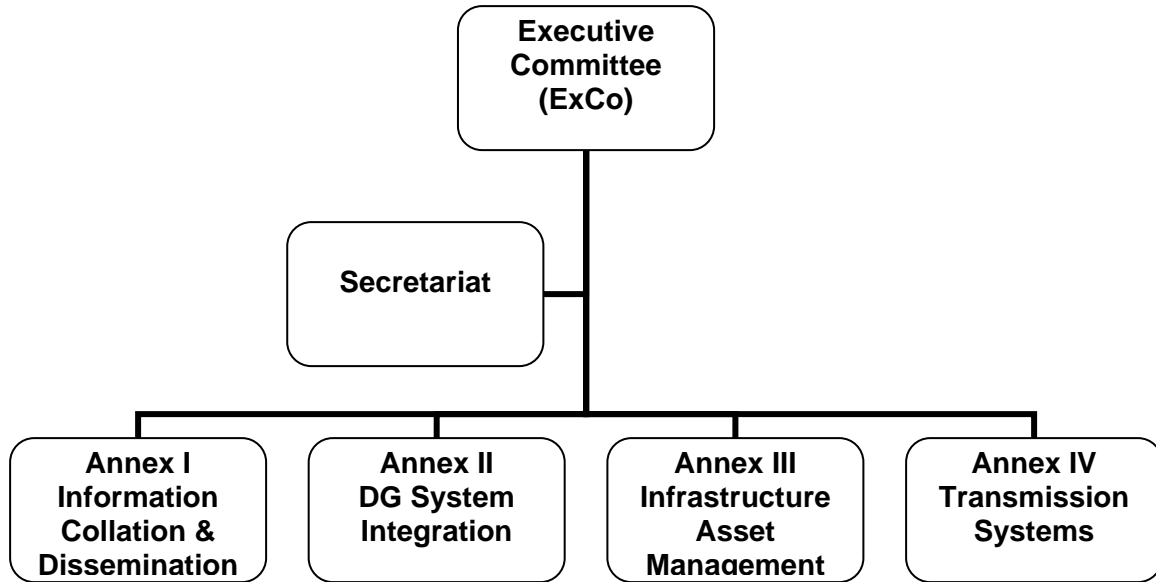 Executive
Committee
(ExCo)
Secretariat
Annex I
Information
Collation &
Dissemination
Annex II
DG System
Integration
Annex III
Infrastructure
Asset
Management
Annex IV
Transmission
Systems